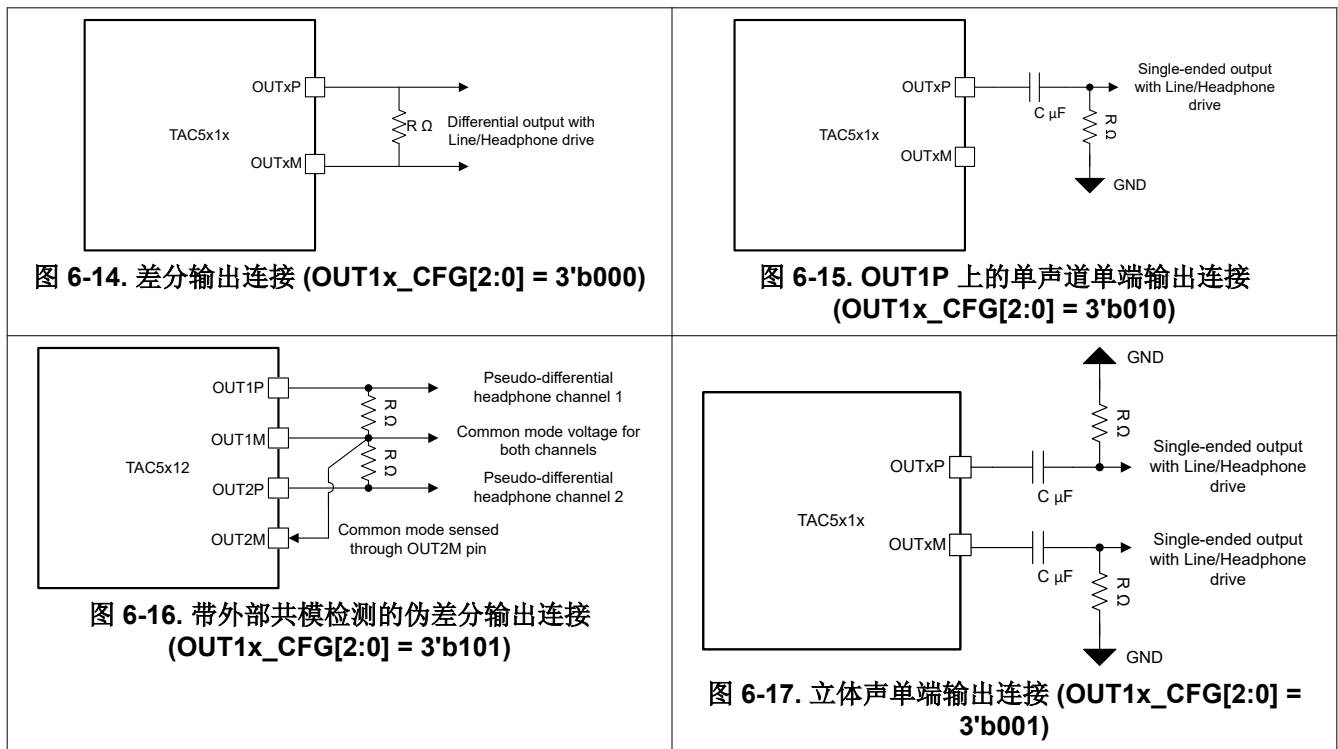 OUTxP
R Ω
Differential output with
Line/Headphone drive
TAC5x1x
OUTxM
图 6-14. 差分输出连接 (OUT1x_CFG[2:0] = 3'b000)
Single-ended output
with Line/Headphone
drive
OUTxP
C µF
R Ω
TAC5x1x
OUTxM
GND
图 6-15. OUT1P 上的单声道单端输出连接
(OUT1x_CFG[2:0] = 3'b010)
OUT1P
Pseudo-differential
headphone channel 1
R Ω
OUT1M
Common mode voltage for
both channels
TAC5x12
R Ω
OUT2P
Pseudo-differential
headphone channel 2
OUT2M
Common mode sensed
through OUT2M pin
图 6-16. 带外部共模检测的伪差分输出连接
(OUT1x_CFG[2:0] = 3'b101)
GND
R Ω
OUTxP
C µF
Single-ended output
with Line/Headphone
drive
TAC5x1x
OUTxM
C µF
Single-ended output
with Line/Headphone
drive
R Ω
GND
图 6-17. 立体声单端输出连接 (OUT1x_CFG[2:0] =
3'b001)